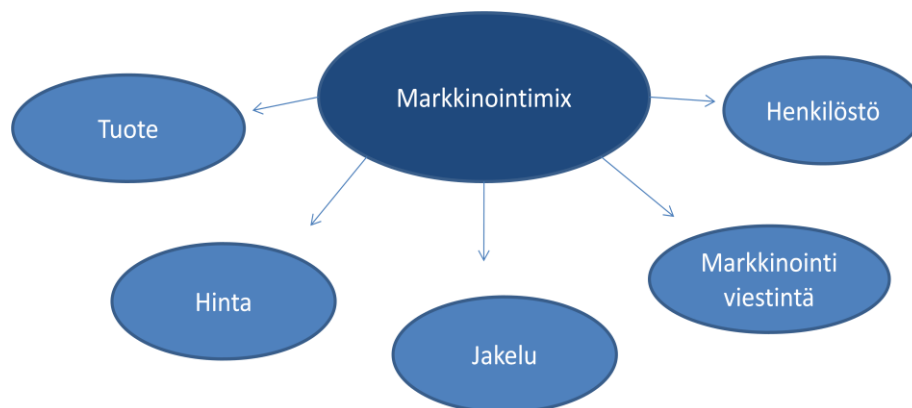 Markkinointimix
Henkilöstö
Tuote
Markkinointi
viestintä
Hinta
Jakelu